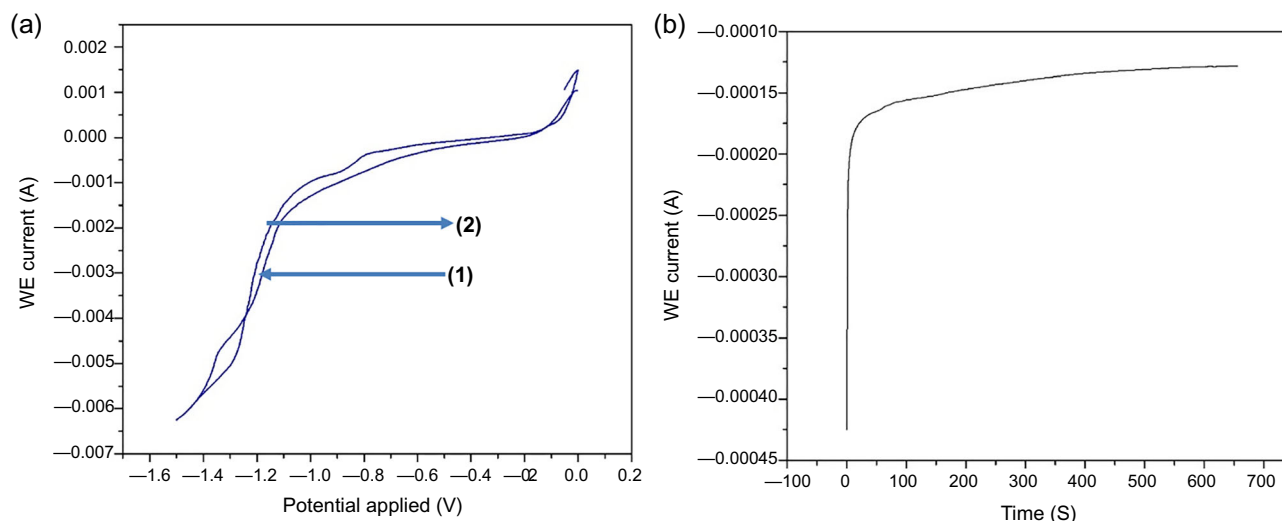 (a)
0.002
0.001
0.000
—0.001
—0.002
—0.003
—0.004
—0.005
—0.006
—0.007
WE current (A)
(2)
(1)
—1.6 —1.4 —1.2 —1.0 —0.8 —0.6 —0.4 —0.2 0.0 0.2
Potential applied (V)
(b)
—0.00010
—0.00015
—0.00020
—0.00025
—0.00030
—0.00035
—0.00040
—0.00045
WE current (A)
—100 0 100 200 300 400 500 600 700
Time (S)